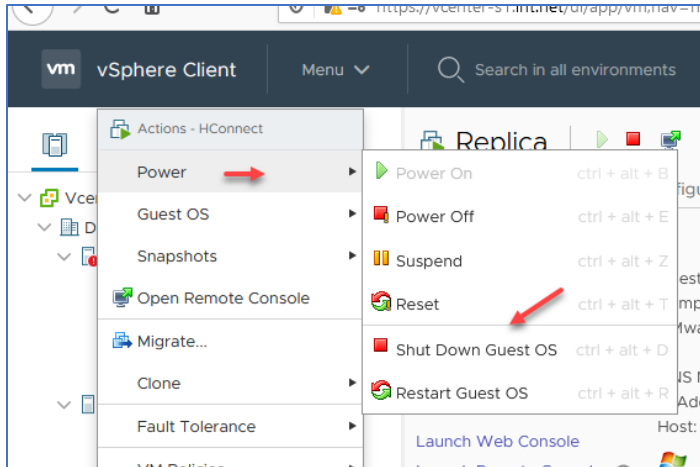 https://vcenter-s1.int.net/ui/app/vm;nav=
vm vSphere Client Menu Search in all environments
Actions - HConnect
Replica
Power
Power On ctrl + alt + B
Guest OS
Power Off ctrl + alt + E
Snapshots
Suspend ctrl + alt + Z
Open Remote Console
Reset ctrl + alt + T
Migrate...
Shut Down Guest OS ctrl + alt + D
Clone
Restart Guest OS ctrl + alt + R
Fault Tolerance
Host:
Launch Web Console
VM Policies